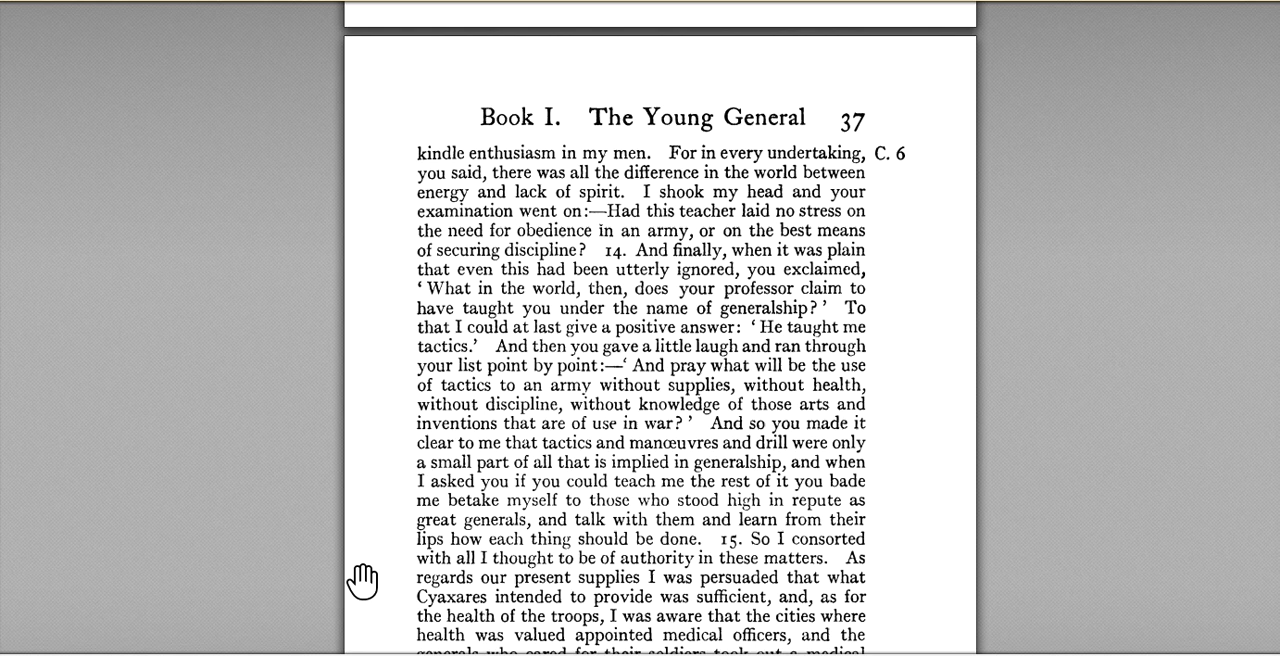 Book I. The Young General 37
kindle enthusiasm in my men. For in every undertaking, C. 6
you said, there was all the difference in the world between
energy and lack of spirit. I shook my head and your
examination went on:—Had this teacher laid no stress on
the need for obedience in an army, or on the best means
of securing discipline? 14. And finally, when it was plain
that even this had been utterly ignored, you exclaimed,
‘ What in the world, then, does your professor claim to
have taught you under the name of generalship? ’ To
that I could at last give a positive answer: ‘ He taught me
tactics.’ And then you gave a little laugh and ran through
your list point by point:—‘ And pray what will be the use
of tactics to an army without supplies, without health,
without discipline, without knowledge of those arts and
inventions that are of use in war? ’ And so you made it
clear to me that tactics and manœuvres and drill were only
a small part of all that is implied in generalship, and when
I asked you if you could teach me the rest of it you bade
me betake myself to those who stood high in repute as
great generals, and talk with them and learn from their
lips how each thing should be done. 15. So I consorted
with all I thought to be of authority in these matters. As
regards our present supplies I was persuaded that what
Cyaxares intended to provide was sufficient, and, as for
the health of the troops, I was aware that the cities where
health was valued appointed medical officers, and the
generals who cared for their soldiers took out a medical